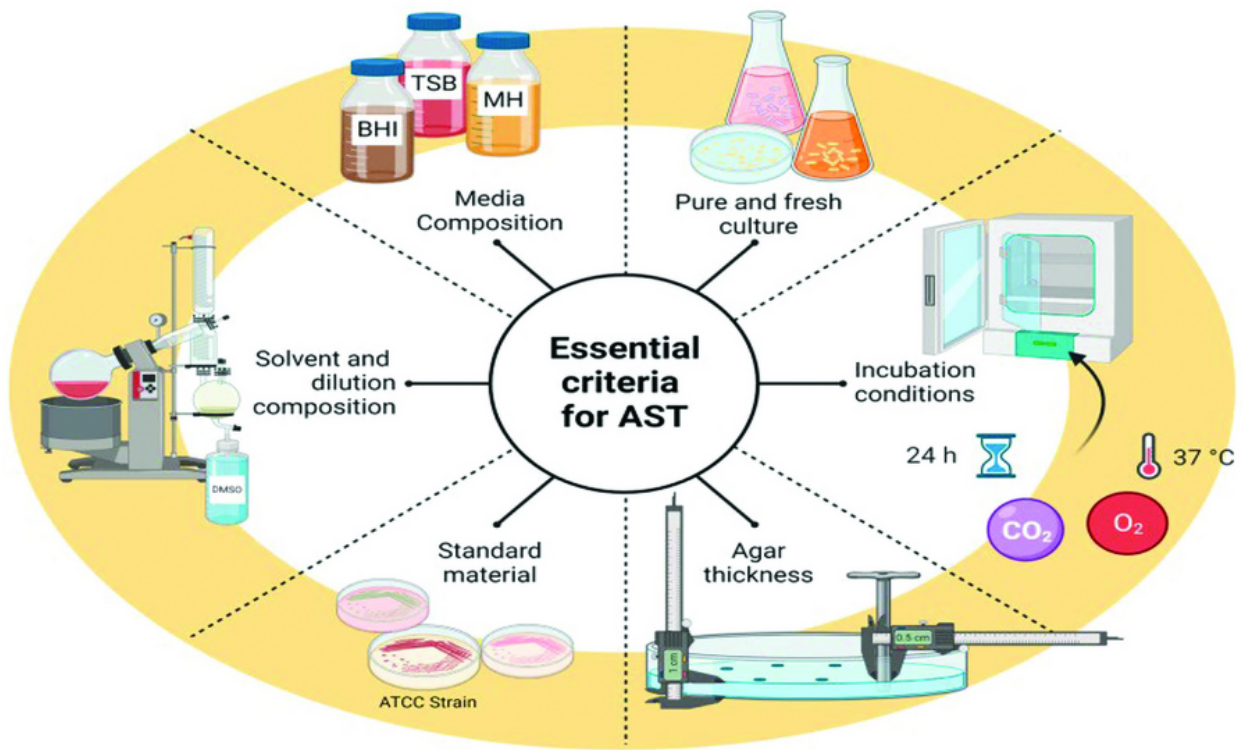 TSB
MH
BHI
Media
Composition
Pure and fresh
culture
Solvent and
dilution
composition
Essential
criteria
for AST
Incubation
conditions
24 h
37 °C
CO₂
O₂
DMSO
Standard
material
Agar
thickness
1 cm
0.5 cm
ATCC Strain